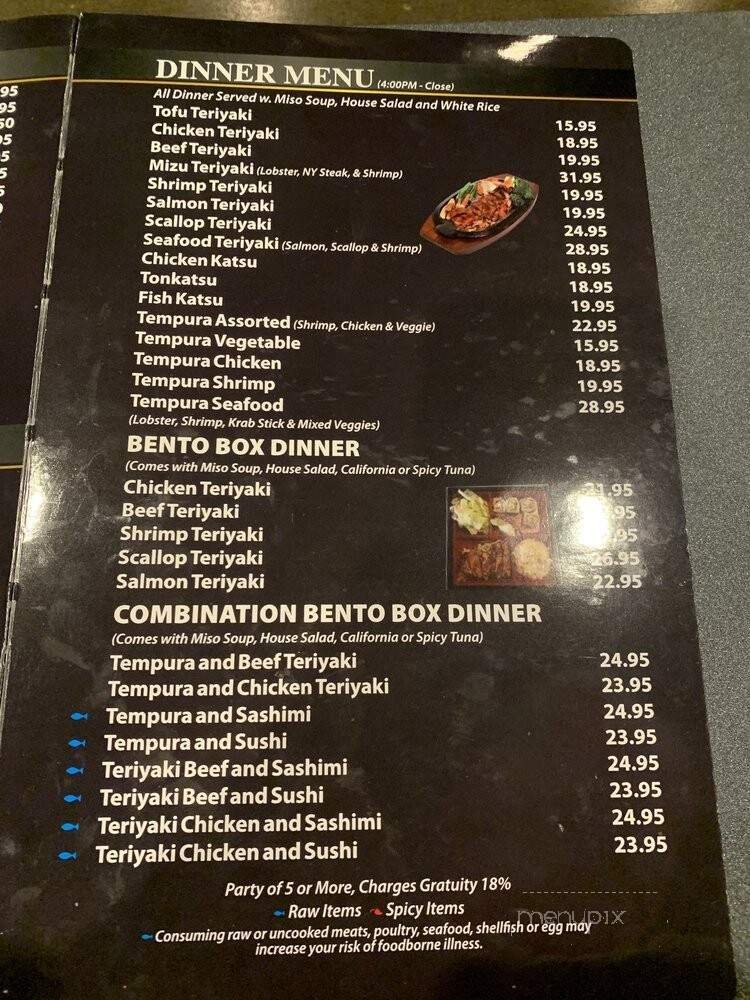 95
95
50
DINNER MENU (4:00PM - Close)
All Dinner Served w. Miso Soup, House Salad and White Rice
Tofu Teriyaki 15.95
Chicken Teriyaki 18.95
Beef Teriyaki 19.95
Mizu Teriyaki (Lobster, NY Steak, & Shrimp) 31.95
Shrimp Teriyaki 19.95
Salmon Teriyaki 19.95
Scallop Teriyaki 24.95
Seafood Teriyaki (Salmon, Scallop & Shrimp) 28.95
Chicken Katsu 18.95
Tonkatsu 18.95
Fish Katsu 19.95
Tempura Assorted (Shrimp, Chicken & Veggie) 22.95
Tempura Vegetable 15.95
Tempura Chicken 18.95
Tempura Shrimp 19.95
Tempura Seafood 28.95
(Lobster, Shrimp, Krab Stick & Mixed Veggies)
BENTO BOX DINNER
(Comes with Miso Soup, House Salad, California or Spicy Tuna)
Chicken Teriyaki
Beef Teriyaki
Shrimp Teriyaki
Scallop Teriyaki 26.95
Salmon Teriyaki 22.95
COMBINATION BENTO BOX DINNER
(Comes with Miso Soup, House Salad, California or Spicy Tuna)
Tempura and Beef Teriyaki 24.95
Tempura and Chicken Teriyaki 23.95
Tempura and Sashimi 24.95
Tempura and Sushi 23.95
Teriyaki Beef and Sashimi 24.95
Teriyaki Beef and Sushi 23.95
Teriyaki Chicken and Sashimi 24.95
Teriyaki Chicken and Sushi 23.95
Party of 5 or More, Charges Gratuity 18%
Raw Items Spicy Items
menupix
Consuming raw or uncooked meats, poultry, seafood, shellfish or egg may
increase your risk of foodborne illness.